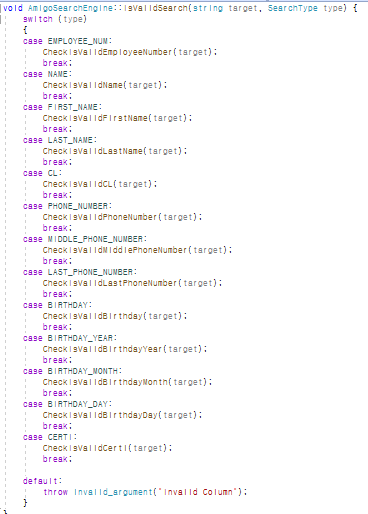 void AmigoSearchEngine::isValidSearch(string target, SearchType type) {
    switch (type)
    {
    case EMPLOYEE_NUM:
        CheckIsValidEmployeeNumber(target);
        break;
    case NAME:
        CheckIsValidName(target);
        break;
    case FIRST_NAME:
        CheckIsValidFirstName(target);
        break;
    case LAST_NAME:
        CheckIsValidLastName(target);
        break;
    case CL:
        CheckIsValidCL(target);
        break;
    case PHONE_NUMBER:
        CheckIsValidPhoneNumber(target);
        break;
    case MIDDLE_PHONE_NUMBER:
        CheckIsValidMiddlePhoneNumber(target);
        break;
    case LAST_PHONE_NUMBER:
        CheckIsValidLastPhoneNumber(target);
        break;
    case BIRTHDAY:
        CheckIsValidBirthday(target);
        break;
    case BIRTHDAY_YEAR:
        CheckIsValidBirthdayYear(target);
        break;
    case BIRTHDAY_MONTH:
        CheckIsValidBirthdayMonth(target);
        break;
    case BIRTHDAY_DAY:
        CheckIsValidBirthdayDay(target);
        break;
    case CERTI:
        CheckIsValidCerti(target);
        break;

    default:
        throw invalid_argument("Invalid Column");
    }
}